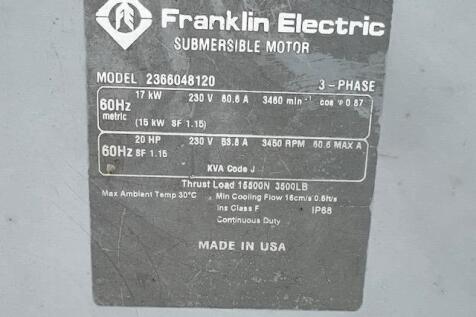 Franklin Electric
SUBMERSIBLE MOTOR
MODEL 2366048120 3-PHASE
60Hz metric 17 kW 230 V 60.6 A 3460 min⁻¹ cos φ 0.87
(15 kW SF 1.15)
60Hz 20 HP 230 V 53.8 A 3450 RPM 60.6 MAX A
SF 1.15
KVA Code J
Thrust Load 15500N 3500LB
Max Ambient Temp 30°C Min Cooling Flow 16cm/s 0.5ft/s
Ins Class F IP68
Continuous Duty
MADE IN USA